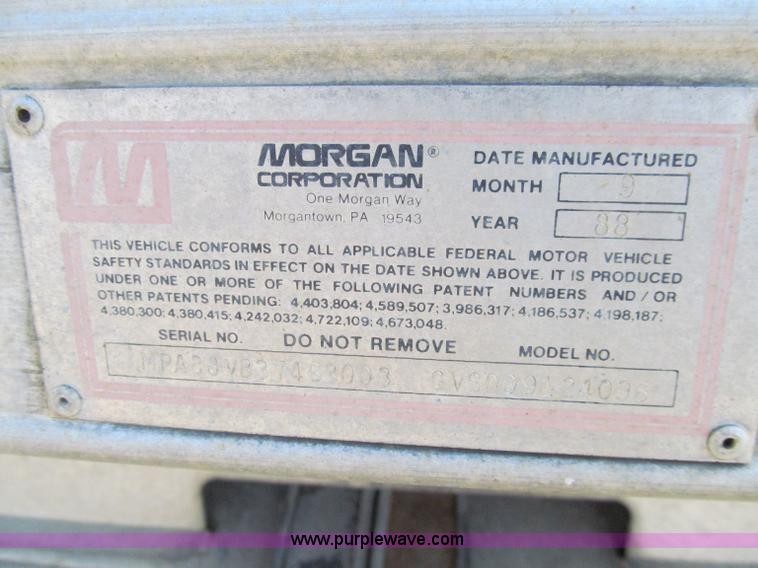 MORGAN® DATE MANUFACTURED
CORPORATION MONTH 9
One Morgan Way
Morgantown, PA 19543 YEAR 88
THIS VEHICLE CONFORMS TO ALL APPLICABLE FEDERAL MOTOR VEHICLE
SAFETY STANDARDS IN EFFECT ON THE DATE SHOWN ABOVE. IT IS PRODUCED
UNDER ONE OR MORE OF THE FOLLOWING PATENT NUMBERS AND / OR
OTHER PATENTS PENDING: 4,403,804; 4,589,507; 3,986,317; 4,186,537; 4,198,187;
4,380,300; 4,380,415; 4,242,032; 4,722,109; 4,673,048.
SERIAL NO. DO NOT REMOVE MODEL NO.
www.purplewave.com